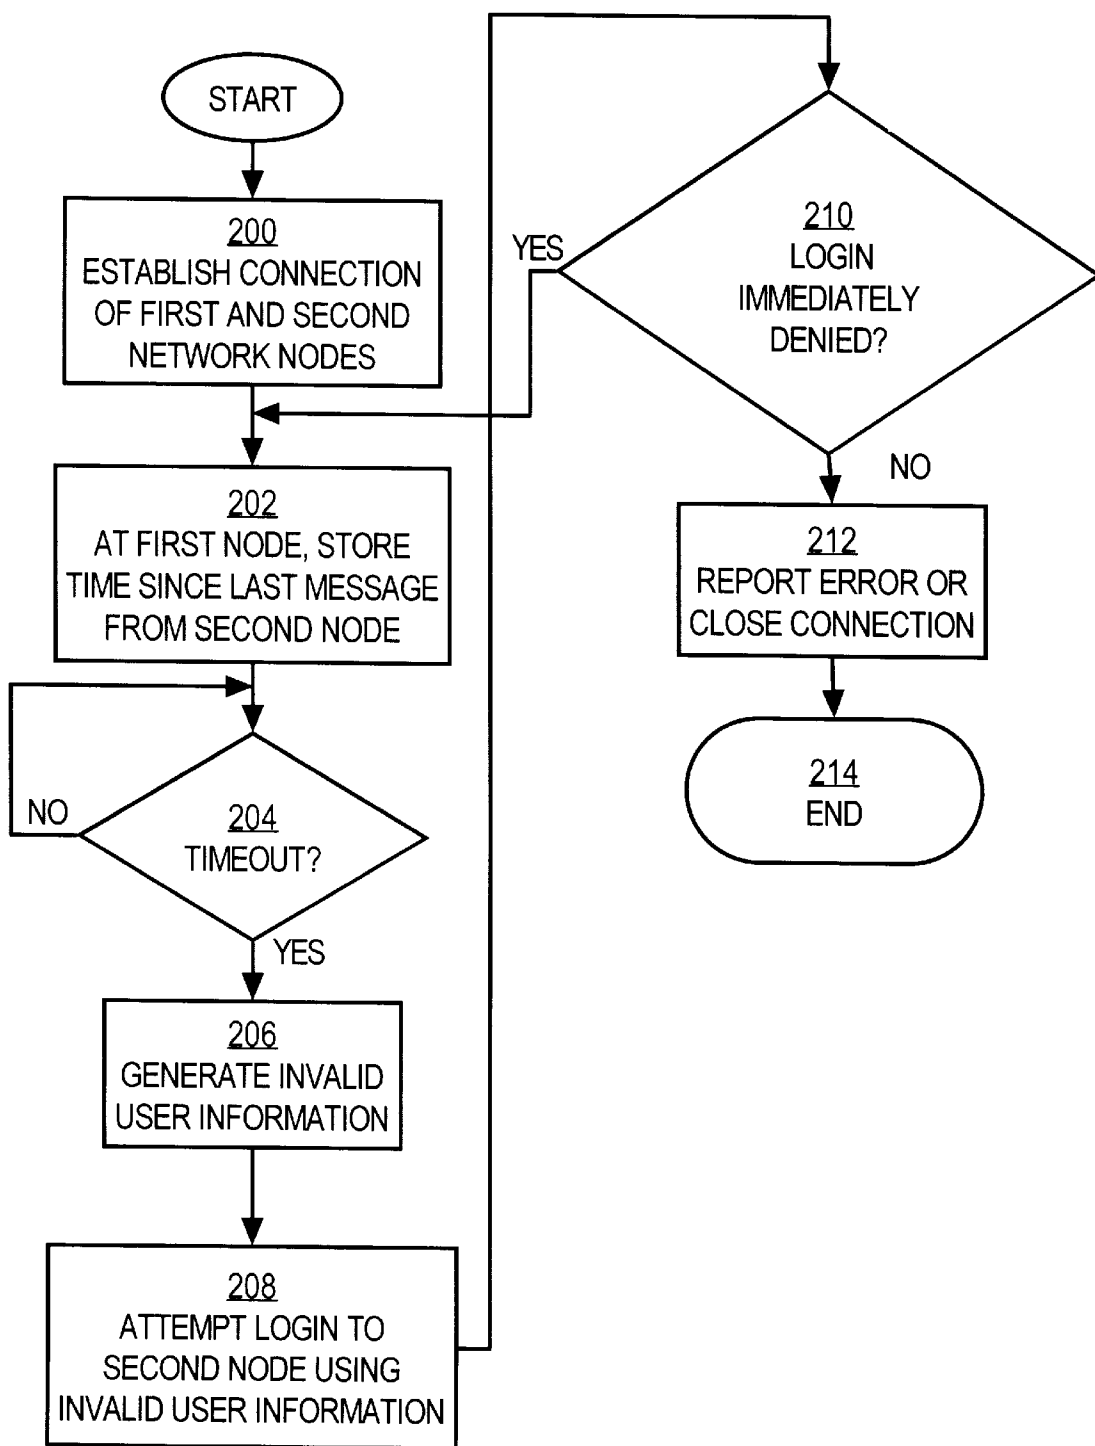 START
200
ESTABLISH CONNECTION
OF FIRST AND SECOND
NETWORK NODES
202
AT FIRST NODE, STORE
TIME SINCE LAST MESSAGE
FROM SECOND NODE
NO
204
TIMEOUT?
YES
206
GENERATE INVALID
USER INFORMATION
208
ATTEMPT LOGIN TO
SECOND NODE USING
INVALID USER INFORMATION
YES
210
LOGIN
IMMEDIATELY
DENIED?
NO
212
REPORT ERROR OR
CLOSE CONNECTION
214
END